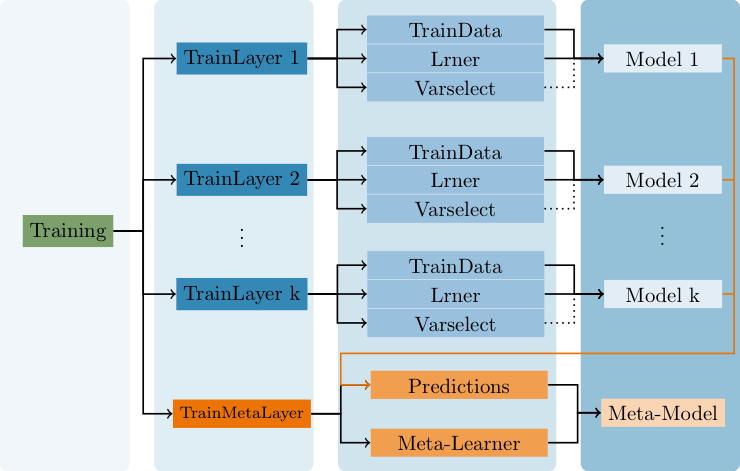 TrainData
TrainLayer 1
Lrner
Model 1
Varselect
TrainData
TrainLayer 2
Lrner
Model 2
Varselect
Training
TrainData
TrainLayer k
Lrner
Model k
Varselect
Predictions
TrainMetaLayer
Meta-Model
Meta-Learner